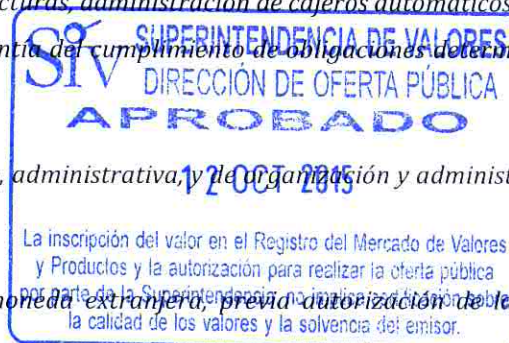 cturas, administración de cajeros automáticos
ntía del cumplimiento de obligaciones determ
SIV SUPERINTENDENCIA DE VALORES
DIRECCIÓN DE OFERTA PÚBLICA
APROBADO
, administrativa, y de organización y administ
12 OCT 2015
La inscripción del valor en el Registro del Mercado de Valores
y Productos y la autorización para realizar la oferta pública
por parte de la Superintendencia, no implica certificación sobre
moneda extranjera, previa autorización de la
la calidad de los valores y la solvencia del emisor.